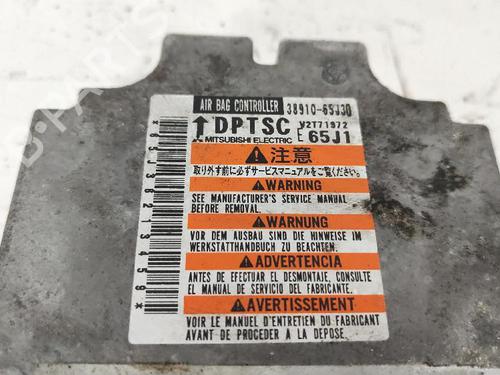 AIR BAG CONTROLLER 38910-65J30
DPTSC V2T71972
MITSUBISHI ELECTRIC E 65J1
注意
取り外す前に必ずサービスマニュアルをご覧ください。
WARNING
SEE MANUFACTURER'S SERVICE MANUAL
BEFORE REMOVAL.
WARNUNG
VOR DEM AUSBAU SIND DIE HINWEISE IM
WERKSTATTHANDBUCH ZU BEACHTEN.
ADVERTENCIA
ANTES DE EFECTUAR EL DESMONTAJE, CONSULTE
EL MANUAL DE SERVICIO DEL FABRICANTE.
AVERTISSEMENT
VOIR LE MANUEL D'ENTRETIEN DU FABRICANT
AVANT DE PROCEDER A LA DEPOSE.
*65J36213459*